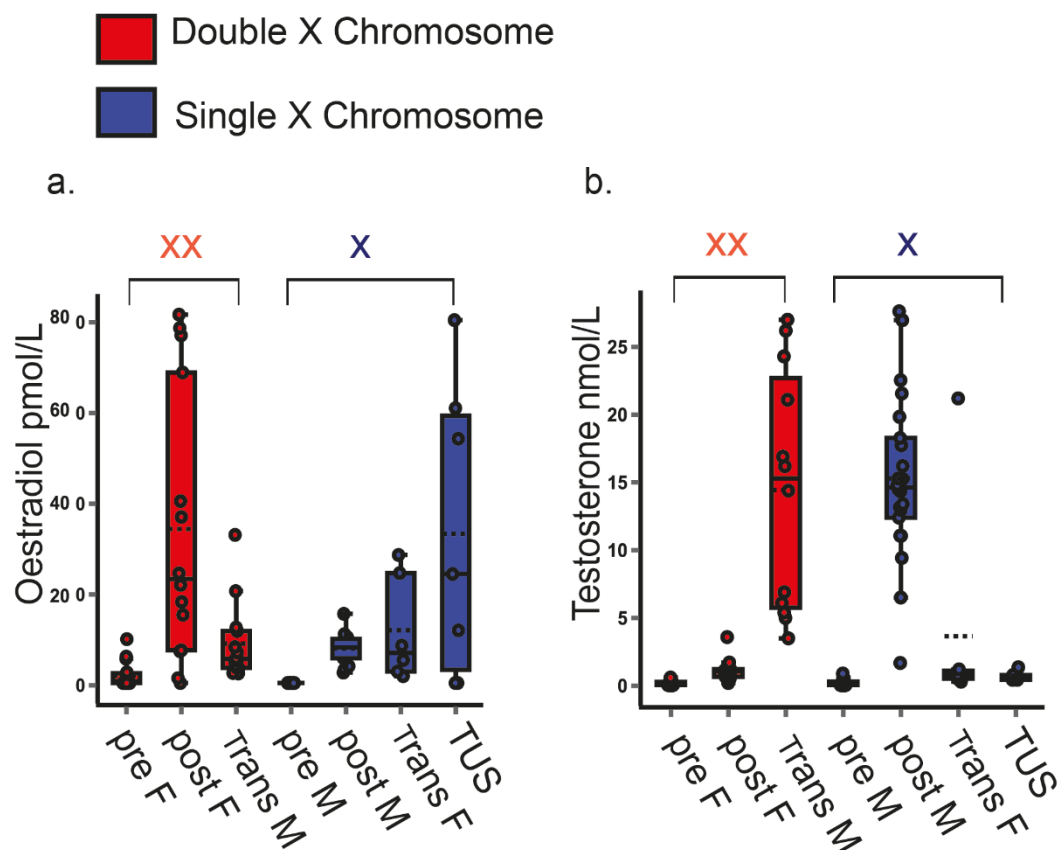 Double X Chromosome
Single X Chromosome
a.
XX
X
Oestradiol pmol/L
80 0
60 0
40 0
20 0
0
pre F
post F
Trans M
pre M
post M
Trans F
TUS
b.
XX
X
Testosterone nmol/L
25
20
15
10
5
0
pre F
post F
Trans M
pre M
post M
Trans F
TUS